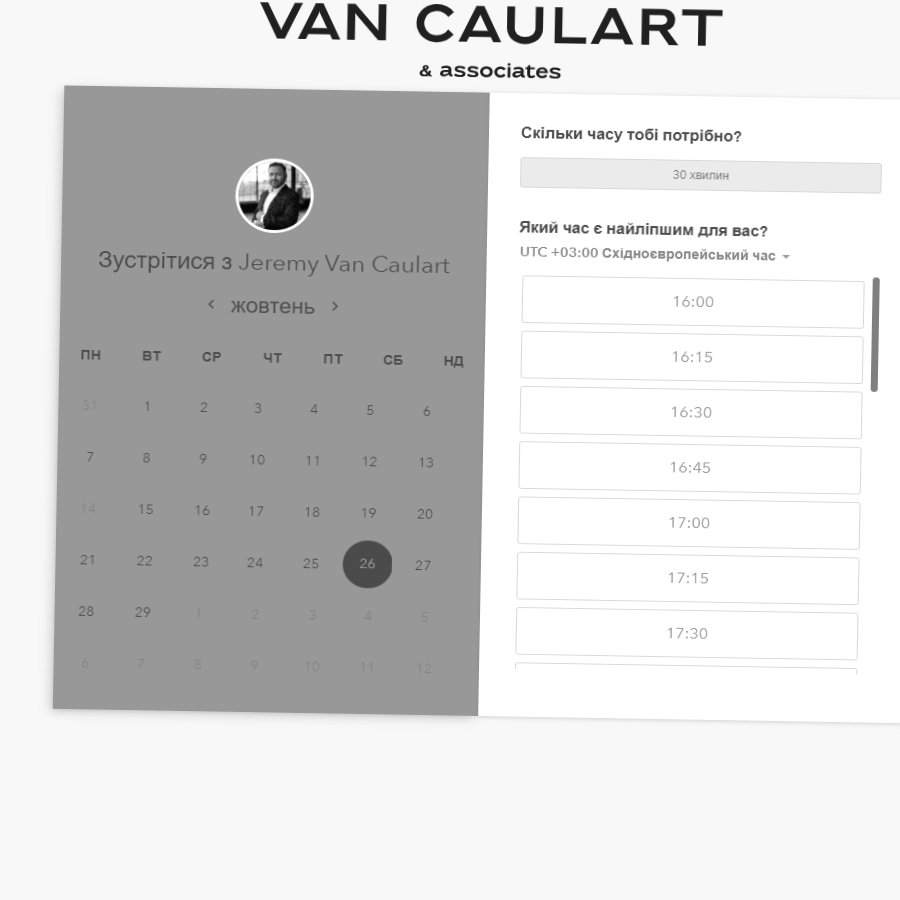 VAN CAULART
& associates
Зустрітися з Jeremy Van Caulart
жовтень
ПН ВТ СР ЧТ ПТ СБ НД
31 1 2 3 4 5 6
7 8 9 10 11 12 13
14 15 16 17 18 19 20
21 22 23 24 25 26 27
28 29 1 2 3 4 5
6 7 8 9 10 11 12
Скільки часу тобі потрібно?
30 хвилин
Який час є найліпшим для вас?
UTC +03:00 Східноєвропейський час
16:00
16:15
16:30
16:45
17:00
17:15
17:30